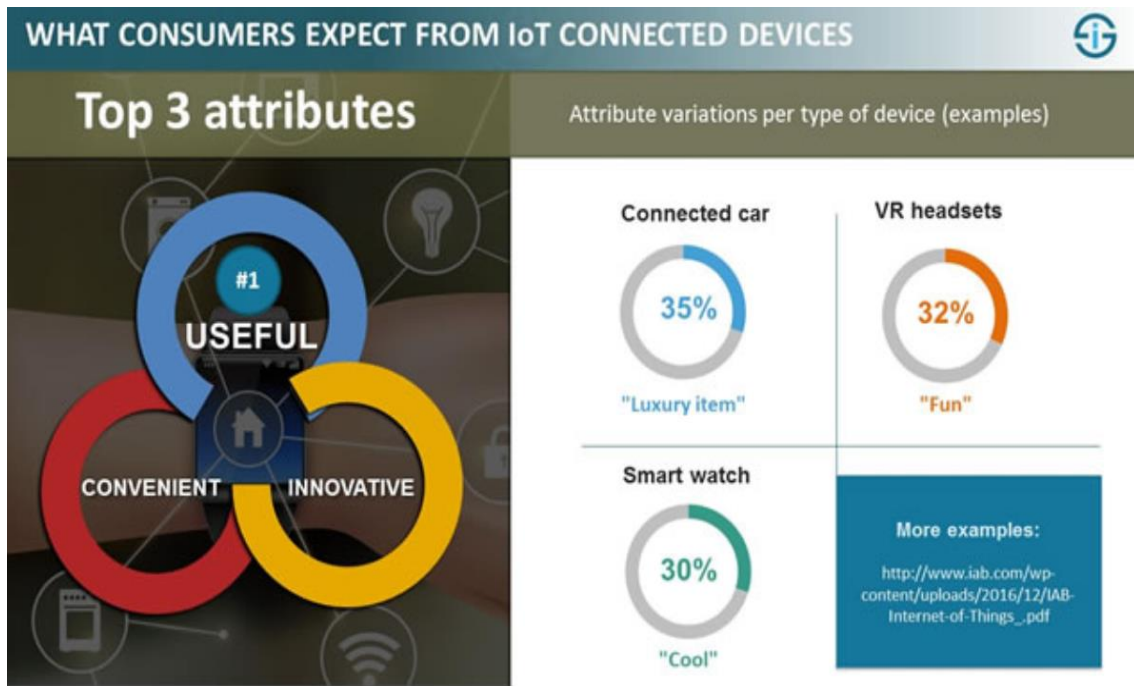 WHAT CONSUMERS EXPECT FROM IoT CONNECTED DEVICES
SiG
Top 3 attributes
#1
USEFUL
CONVENIENT
INNOVATIVE
Attribute variations per type of device (examples)
Connected car
35%
"Luxury item"
VR headsets
32%
"Fun"
Smart watch
30%
"Cool"
More examples:
http://www.iab.com/wp-
content/uploads/2016/12/IAB-
Internet-of-Things_.pdf